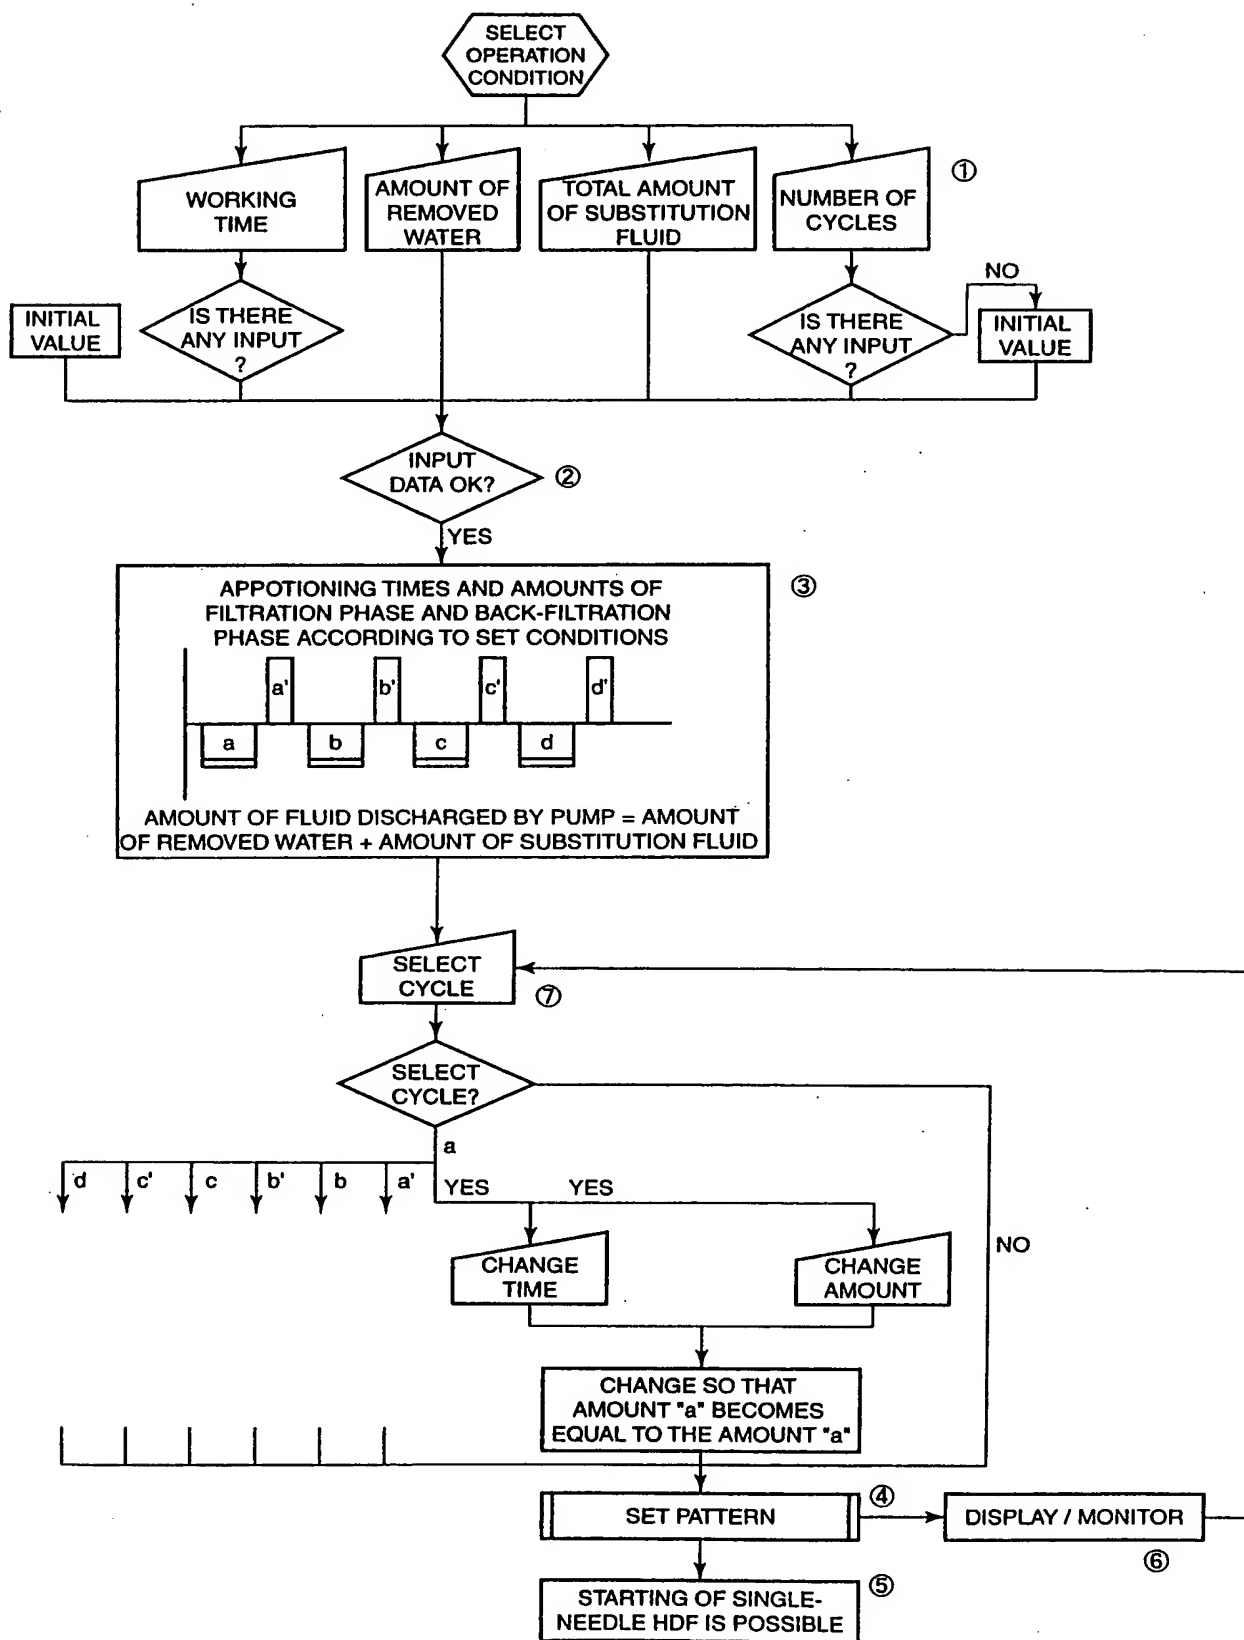 SELECT
OPERATION
CONDITION
WORKING
TIME
AMOUNT OF
REMOVED
WATER
TOTAL AMOUNT
OF SUBSTITUTION
FLUID
NUMBER OF
CYCLES
①
INITIAL
VALUE
IS THERE
ANY INPUT
?
IS THERE
ANY INPUT
?
NO
INITIAL
VALUE
INPUT
DATA OK?
②
YES
APPOTIONING TIMES AND AMOUNTS OF
FILTRATION PHASE AND BACK-FILTRATION
PHASE ACCORDING TO SET CONDITIONS
③
a' b' c' d'
a b c d
AMOUNT OF FLUID DISCHARGED BY PUMP = AMOUNT
OF REMOVED WATER + AMOUNT OF SUBSTITUTION FLUID
SELECT
CYCLE
⑦
SELECT
CYCLE?
a
d c' c b' b a' YES YES
NO
CHANGE
TIME
CHANGE
AMOUNT
CHANGE SO THAT
AMOUNT "a" BECOMES
EQUAL TO THE AMOUNT "a"
SET PATTERN
④
DISPLAY / MONITOR
⑥
STARTING OF SINGLE-
NEEDLE HDF IS POSSIBLE
⑤